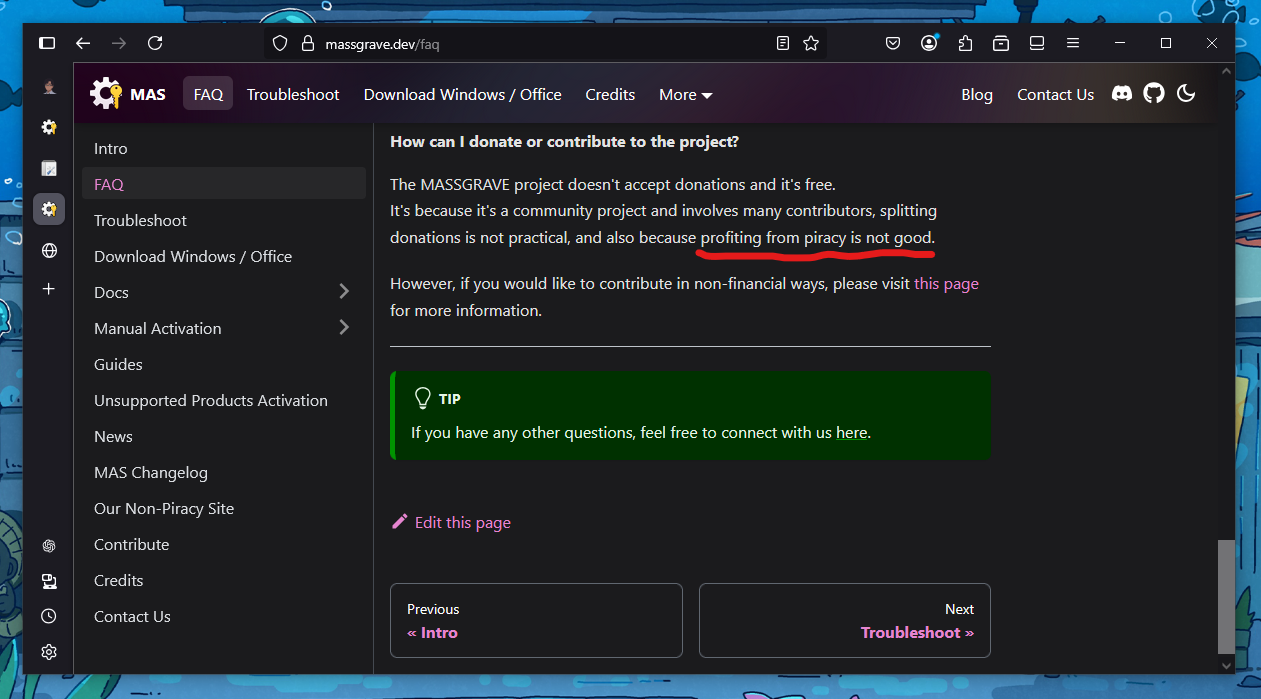 massgrave.dev/faq
MAS
FAQ
Troubleshoot
Download Windows / Office
Credits
More
Blog
Contact Us
Intro
FAQ
Troubleshoot
Download Windows / Office
Docs
Manual Activation
Guides
Unsupported Products Activation
News
MAS Changelog
Our Non-Piracy Site
Contribute
Credits
Contact Us
How can I donate or contribute to the project?
The MASSGRAVE project doesn't accept donations and it's free.
It's because it's a community project and involves many contributors, splitting
donations is not practical, and also because profiting from piracy is not good.
However, if you would like to contribute in non-financial ways, please visit this page
for more information.
TIP
If you have any other questions, feel free to connect with us here.
Edit this page
Previous
« Intro
Next
Troubleshoot »